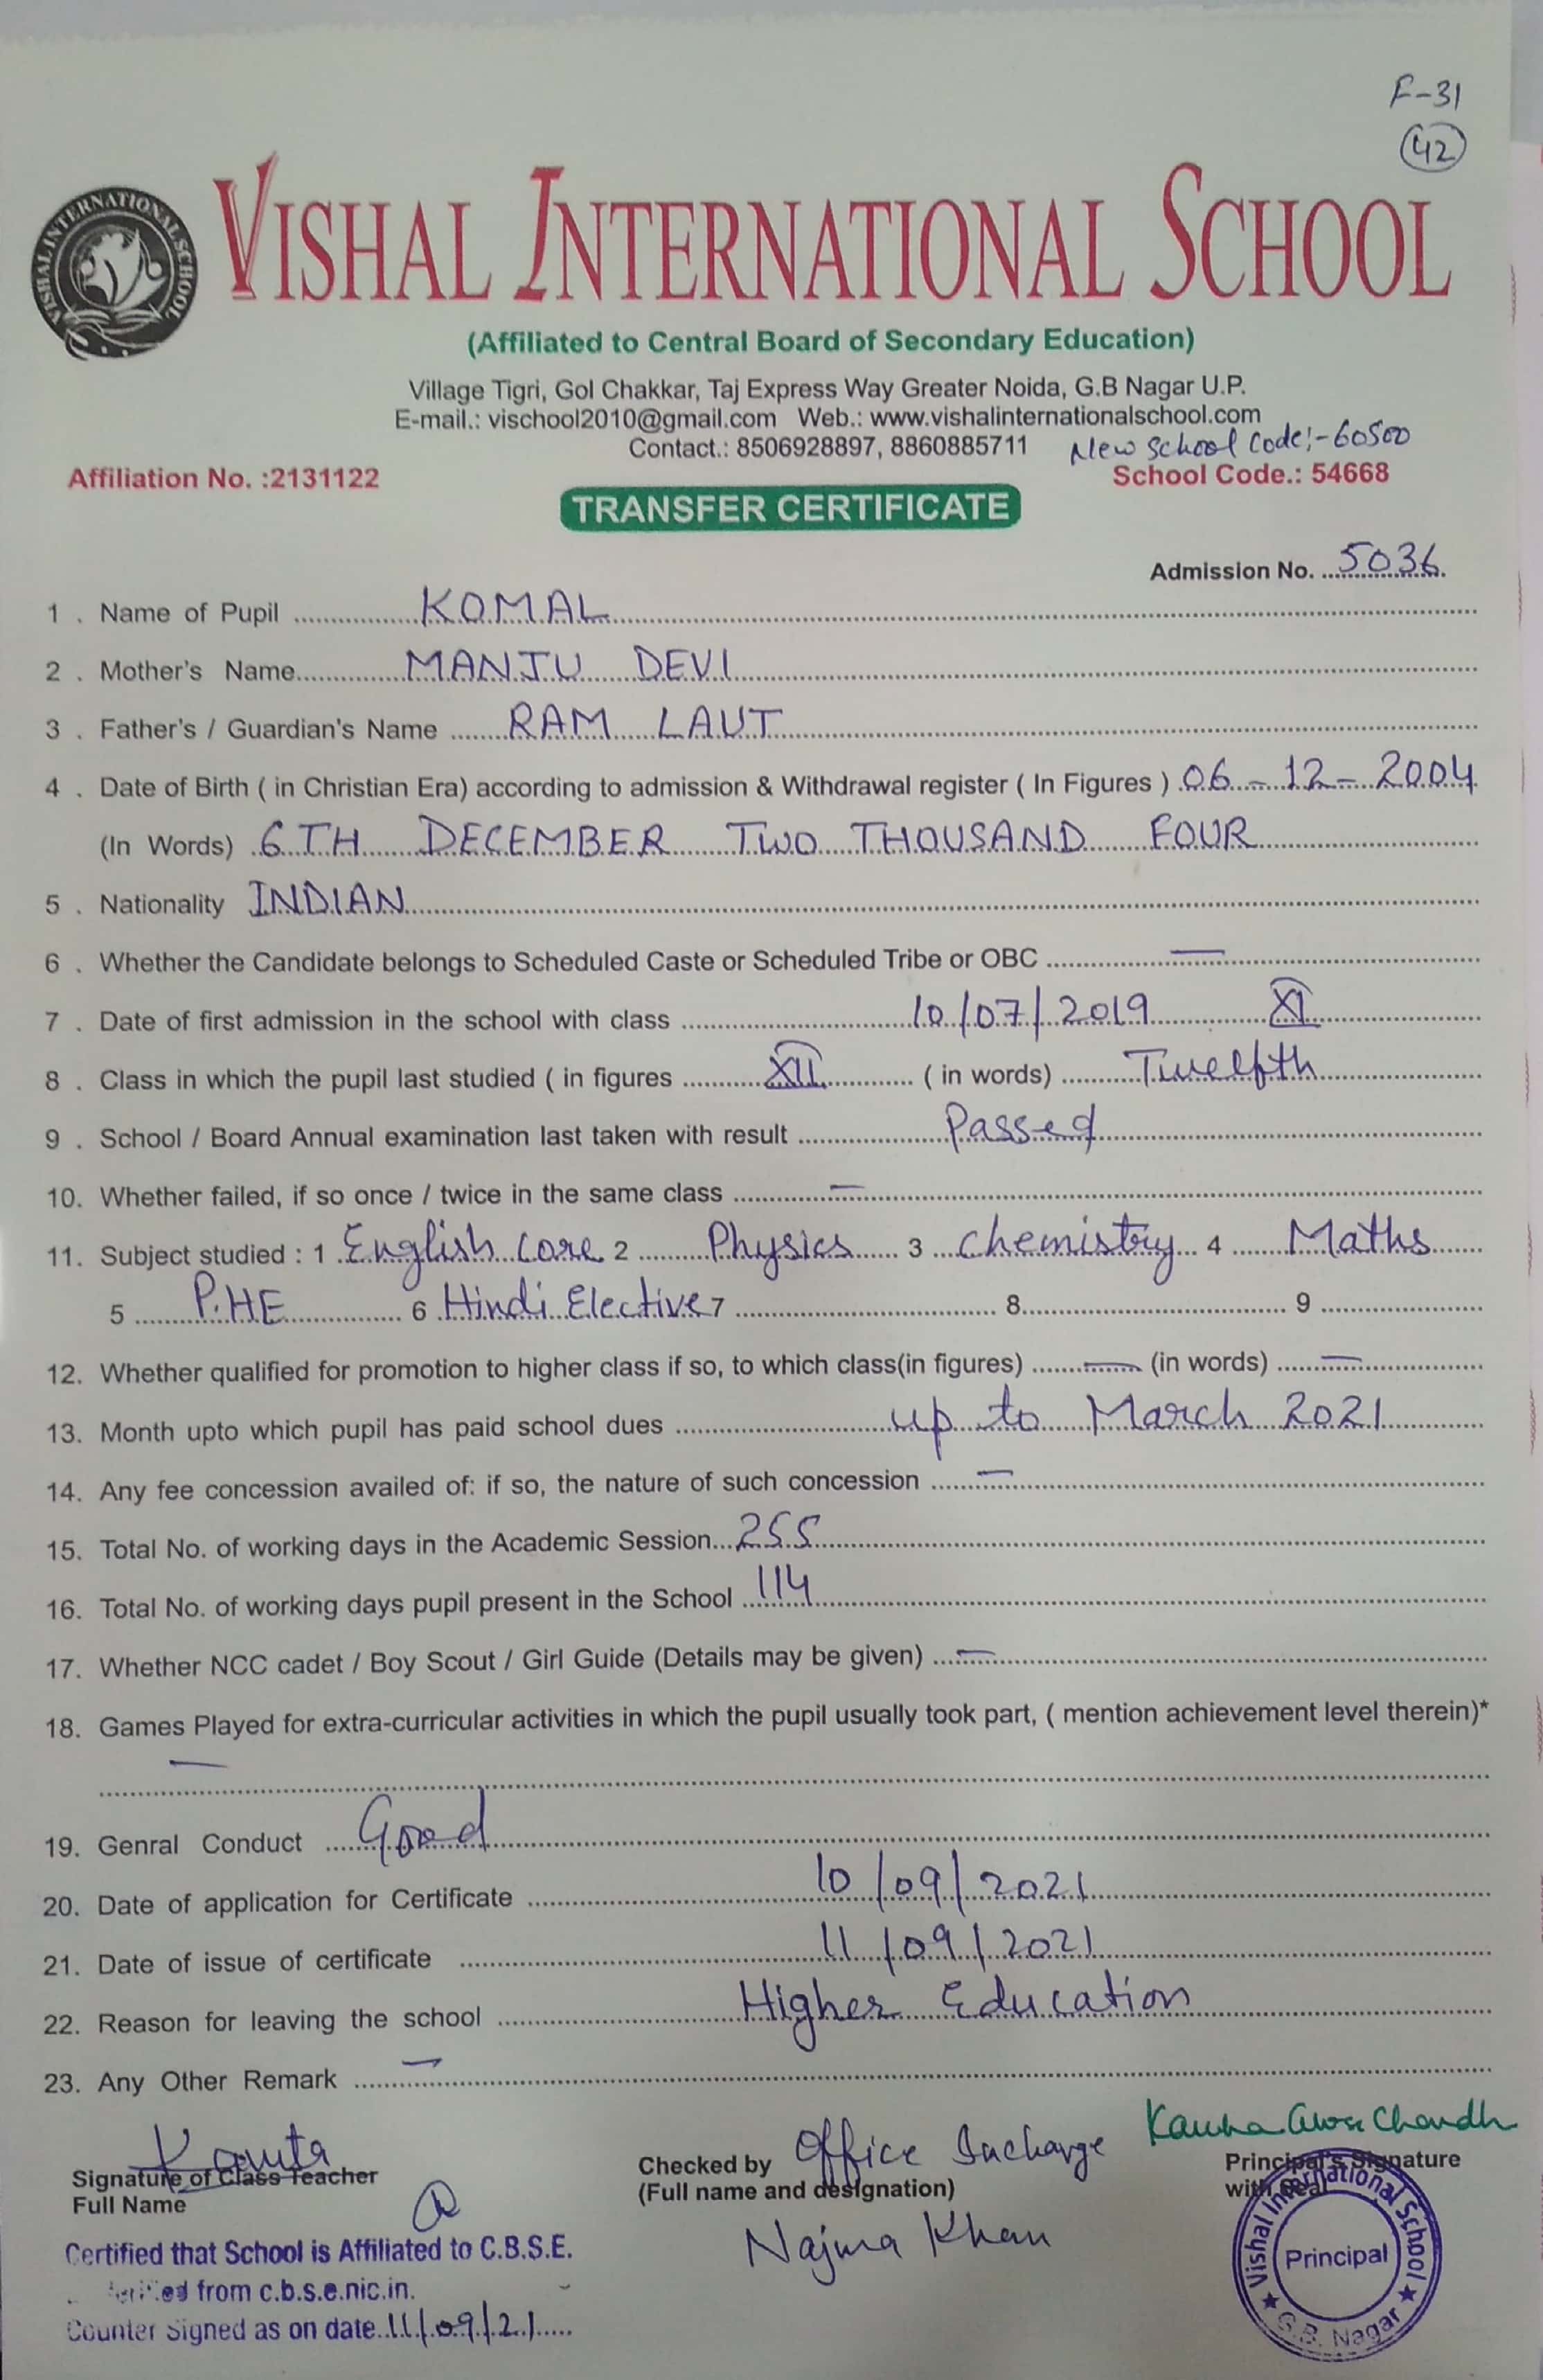 F-31
42
VISHAL INTERNATIONAL SCHOOL
VISHAL INTERNATIONAL SCHOOL
(Affiliated to Central Board of Secondary Education)
Village Tigri, Gol Chakkar, Taj Express Way Greater Noida, G.B Nagar U.P.
E-mail.: vischool2010@gmail.com Web.: www.vishalinternationalschool.com
Contact.: 8506928897, 8860885711 New School Code:-60500
Affiliation No. :2131122 School Code.: 54668
TRANSFER CERTIFICATE
Admission No. 5036
1 . Name of Pupil KOMAL
2 . Mother's Name MANJU DEVI
3 . Father's / Guardian's Name RAM LAUT
4 . Date of Birth ( in Christian Era) according to admission & Withdrawal register ( In Figures ) 06-12-2004
(In Words) 6TH DECEMBER TWO THOUSAND FOUR
5 . Nationality INDIAN
6 . Whether the Candidate belongs to Scheduled Caste or Scheduled Tribe or OBC —
7 . Date of first admission in the school with class 10/07/2019 XI
8 . Class in which the pupil last studied ( in figures XII ( in words) Twelfth
9 . School / Board Annual examination last taken with result Passed
10. Whether failed, if so once / twice in the same class —
11. Subject studied : 1 English Core 2 Physics 3 chemistry 4 Maths
5 P.HE 6 Hindi Elective 7 8 9
12. Whether qualified for promotion to higher class if so, to which class(in figures) — (in words) —
13. Month upto which pupil has paid school dues up to March 2021
14. Any fee concession availed of: if so, the nature of such concession —
15. Total No. of working days in the Academic Session 255
16. Total No. of working days pupil present in the School 114
17. Whether NCC cadet / Boy Scout / Girl Guide (Details may be given) —
18. Games Played for extra-curricular activities in which the pupil usually took part, ( mention achievement level therein)*
—
19. Genral Conduct Good
20. Date of application for Certificate 10/09/2021
21. Date of issue of certificate 11/09/2021
22. Reason for leaving the school Higher Education
23. Any Other Remark —
Signature of Class Teacher Checked by Office Incharge Principal's Signature
Full Name (Full name and designation) with Seal
Najma Khan
Certified that School is Affiliated to C.B.S.E.
from c.b.s.e.nic.in.
Counter Signed as on date 11/09/21
Vishal International School
Principal
G.B. Nagar